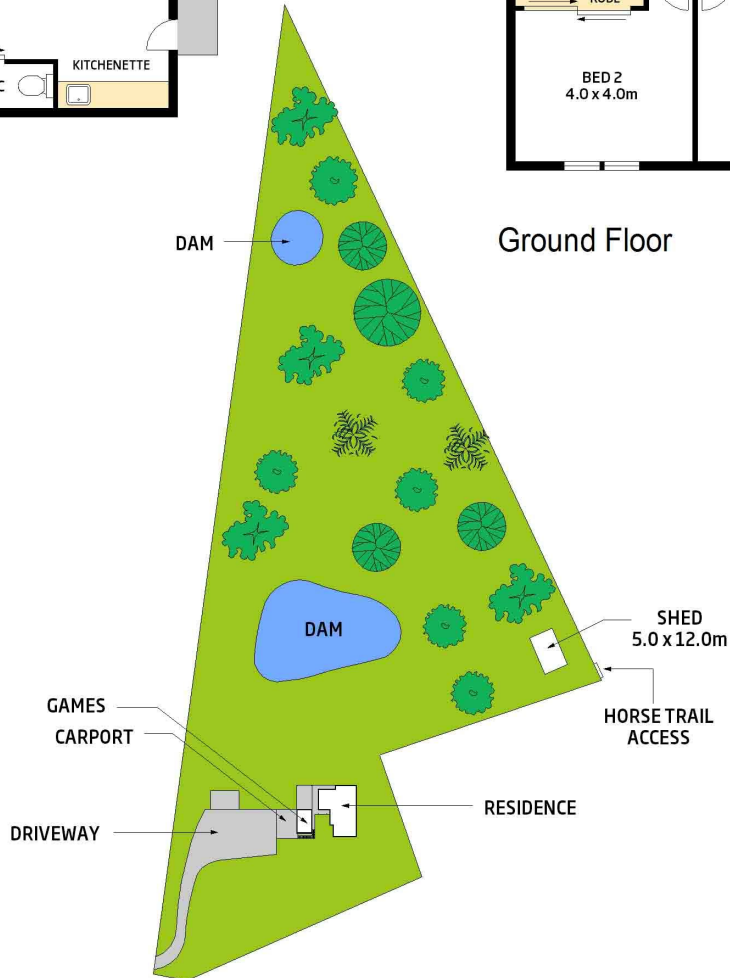 ROBE
KITCHENETTE
C
BED 2
4.0 x 4.0m
Ground Floor
DAM
DAM
SHED
5.0 x 12.0m
HORSE TRAIL
ACCESS
GAMES
CARPORT
RESIDENCE
DRIVEWAY